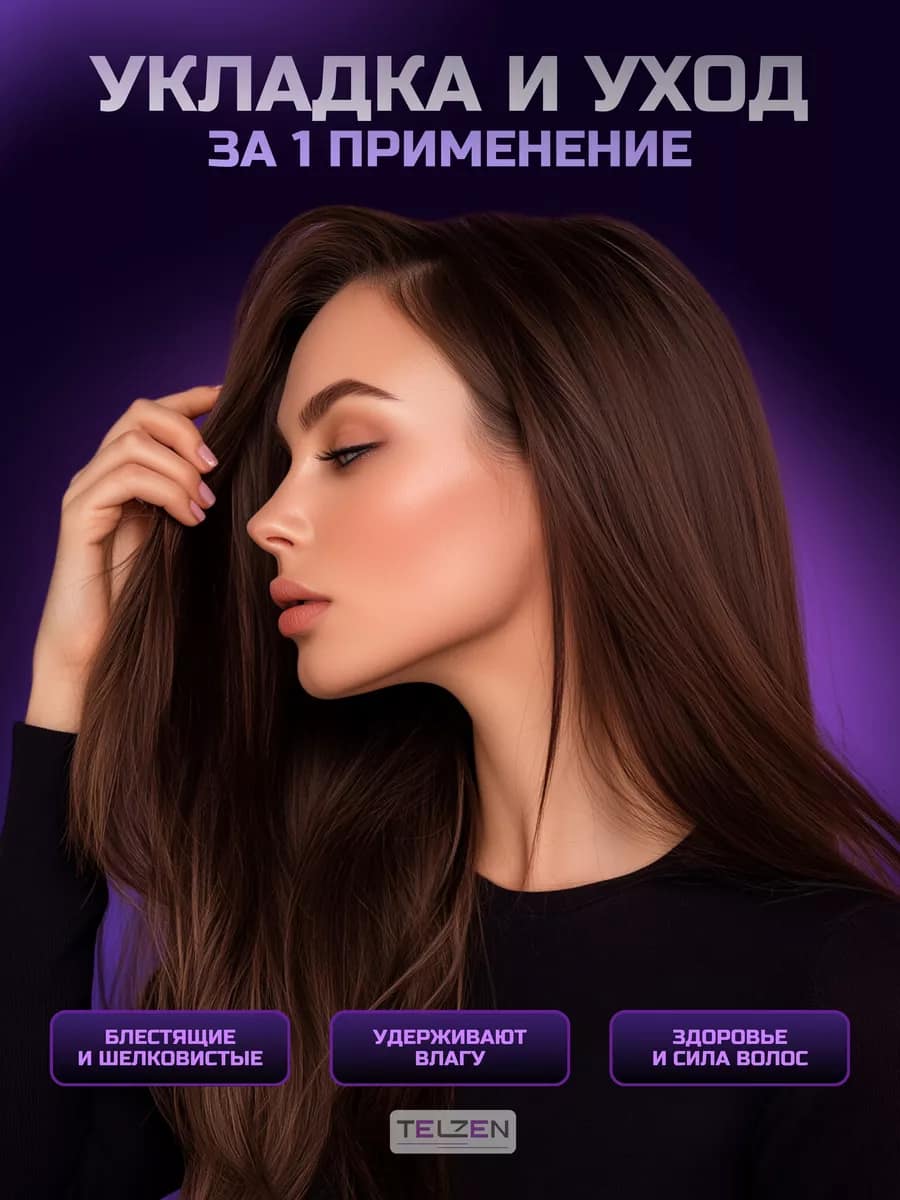 УКЛАДКА И УХОД
ЗА 1 ПРИМЕНЕНИЕ
БЛЕСТЯЩИЕ
И ШЕЛКОВИСТЫЕ
УДЕРЖИВАЮТ
ВЛАГУ
ЗДОРОВЬЕ
И СИЛА ВОЛОС
TELZEN